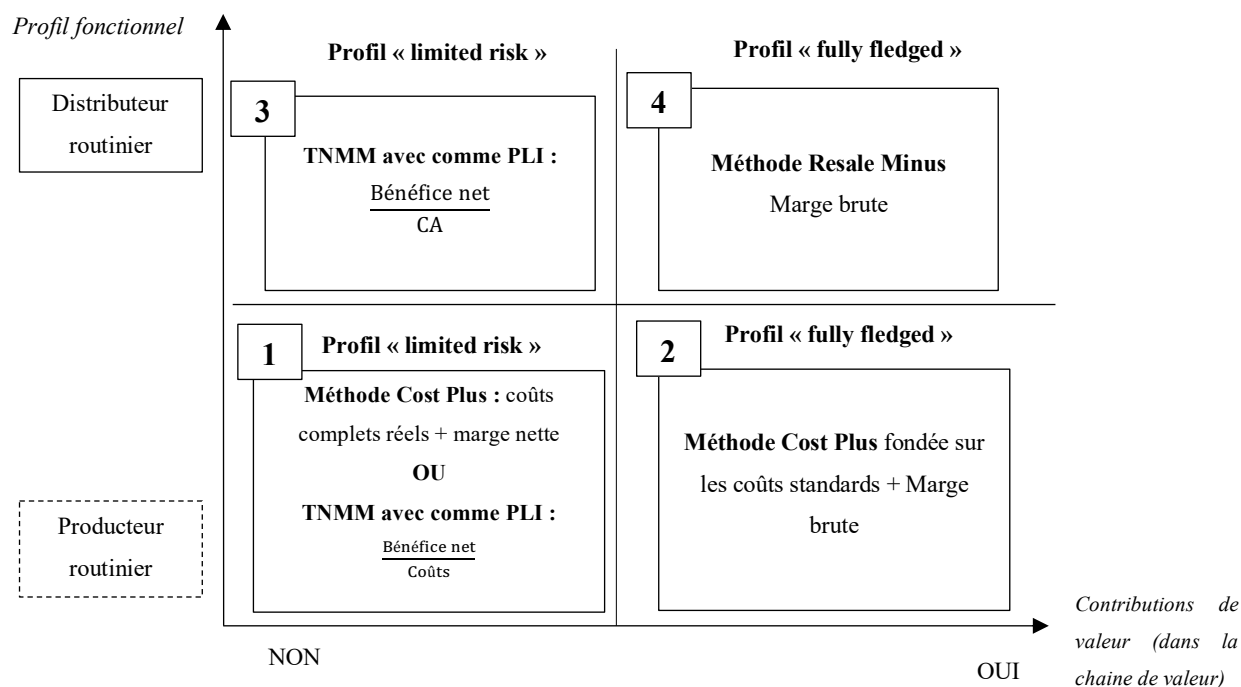 Profil fonctionnel
Profil « limited risk »
Profil « fully fledged »
Distributeur
routinier
3
TNMM avec comme PLI :
Bénéfice net
CA
4
Méthode Resale Minus
Marge brute
1
Profil « limited risk »
Méthode Cost Plus : coûts
complets réels + marge nette
OU
TNMM avec comme PLI :
Bénéfice net
Coûts
2
Profil « fully fledged »
Méthode Cost Plus fondée sur
les coûts standards + Marge
brute
Producteur
routinier
NON
OUI
Contributions de
valeur (dans la
chaine de valeur)